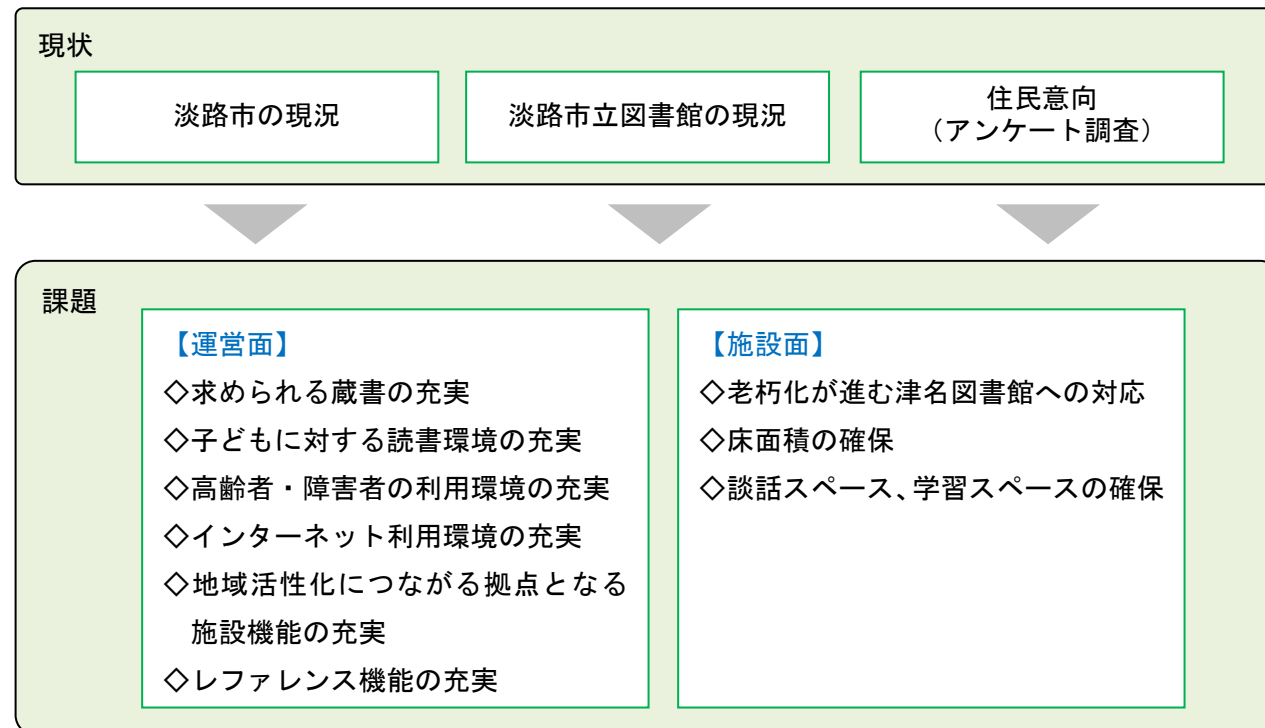 現状
淡路市の現況
淡路市立図書館の現況
住民意向
（アンケート調査）
課題
【運営面】
◇求められる蔵書の充実
◇子どもに対する読書環境の充実
◇高齢者・障害者の利用環境の充実
◇インターネット利用環境の充実
◇地域活性化につながる拠点となる
施設機能の充実
◇レファレンス機能の充実
【施設面】
◇老朽化が進む津名図書館への対応
◇床面積の確保
◇談話スペース、学習スペースの確保